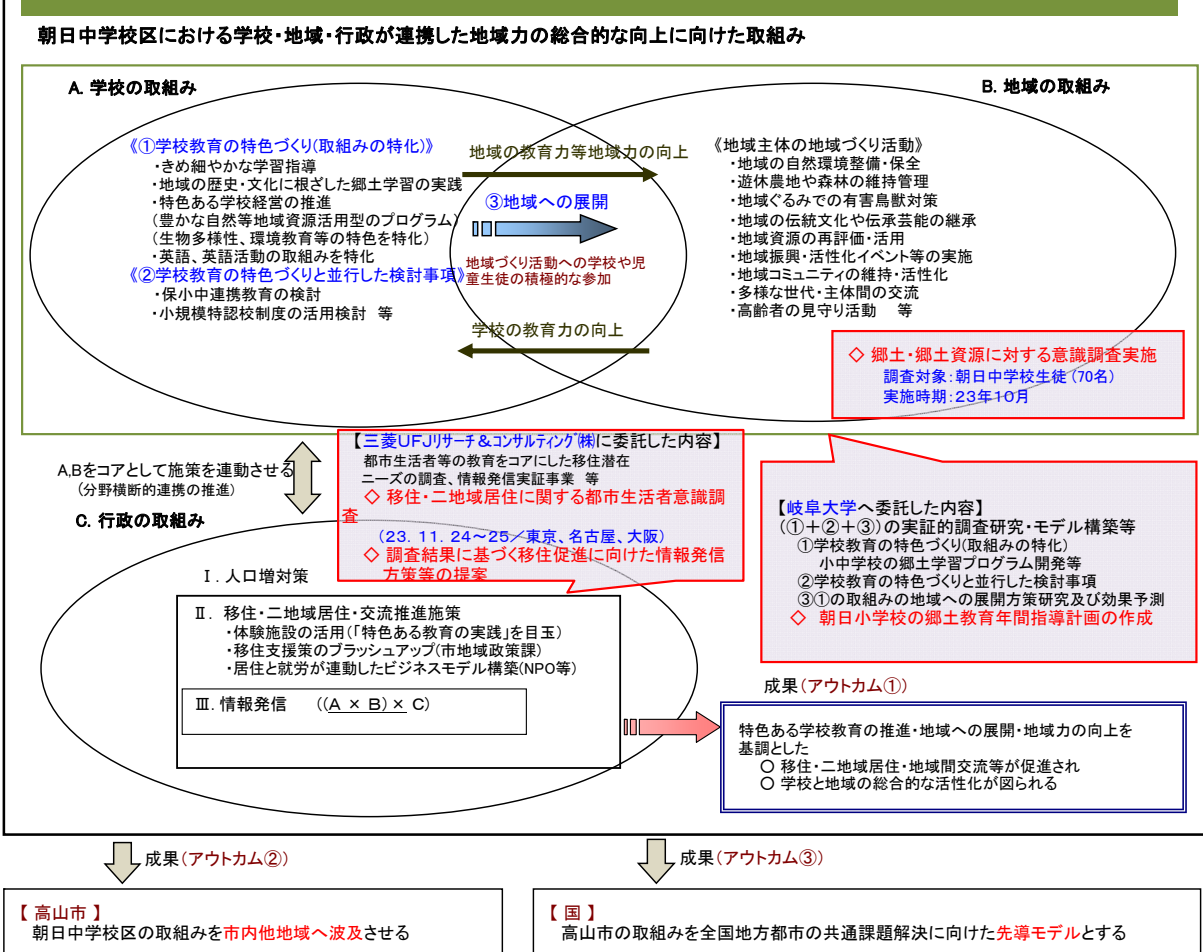 朝日中学校区における学校・地域・行政が連携した地域力の総合的な向上に向けた取組み
A. 学校の取組み
《①学校教育の特色づくり(取組みの特化)》
・きめ細やかな学習指導
・地域の歴史・文化に根ざした郷土学習の実践
・特色ある学校経営の推進
(豊かな自然等地域資源活用型のプログラム)
(生物多様性、環境教育等の特色を特化)
・英語、英語活動の取組みを特化
《②学校教育の特色づくりと並行した検討事項》
・保小中連携教育の検討
・小規模特認校制度の活用検討 等
地域の教育力等地域力の向上
③地域への展開
地域づくり活動への学校や児
童生徒の積極的な参加
学校の教育力の向上
B. 地域の取組み
《地域主体の地域づくり活動》
・地域の自然環境整備・保全
・遊休農地や森林の維持管理
・地域ぐるみでの有害鳥獣対策
・地域の伝統文化や伝承芸能の継承
・地域資源の再評価・活用
・地域振興・活性化イベント等の実施
・地域コミュニティの維持・活性化
・多様な世代・主体間の交流
・高齢者の見守り活動 等
◇ 郷土・郷土資源に対する意識調査実施
調査対象:朝日中学校生徒(70名)
実施時期:23年10月
A,Bをコアとして施策を連動させる
(分野横断的連携の推進)
【三菱UFJリサーチ&コンサルティング㈱に委託した内容】
都市生活者等の教育をコアにした移住潜在
ニーズの調査、情報発信実証事業 等
◇ 移住・二地域居住に関する都市生活者意識調
査
(23. 11. 24~25/東京、名古屋、大阪)
◇ 調査結果に基づく移住促進に向けた情報発信
方策等の提案
【岐阜大学へ委託した内容】
(①+②+③)の実証的調査研究・モデル構築等
①学校教育の特色づくり(取組みの特化)
小中学校の郷土学習プログラム開発等
②学校教育の特色づくりと並行した検討事項
③①の取組みの地域への展開方策研究及び効果予測
◇ 朝日小学校の郷土教育年間指導計画の作成
C. 行政の取組み
Ⅰ. 人口増対策
Ⅱ. 移住・二地域居住・交流推進施策
・体験施設の活用(「特色ある教育の実践」を目玉)
・移住支援策のブラッシュアップ(市地域政策課)
・居住と就労が連動したビジネスモデル構築(NPO等)
Ⅲ. 情報発信 ((A × B) × C)
成果(アウトカム①)
特色ある学校教育の推進・地域への展開・地域力の向上を
基調とした
○ 移住・二地域居住・地域間交流等が促進され
○ 学校と地域の総合的な活性化が図られる
成果(アウトカム②)
成果(アウトカム③)
【 高山市 】
朝日中学校区の取組みを市内他地域へ波及させる
【 国 】
高山市の取組みを全国地方都市の共通課題解決に向けた先導モデルとする